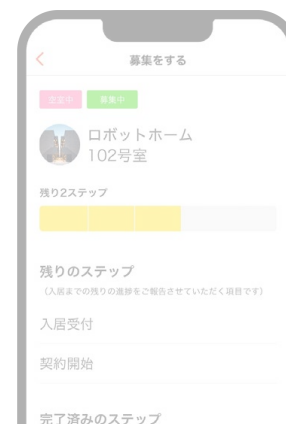 募集をする
空室中
募集中
ロボットホーム
102号室
残り2ステップ
残りのステップ
(入居までの残りの進捗をご報告させていただく項目です)
入居受付
契約開始
完了済みのステップ